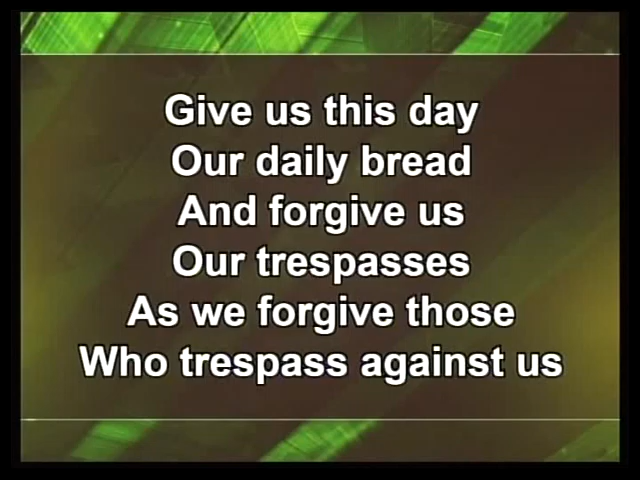 Give us this day
Our daily bread
And forgive us
Our trespasses
As we forgive those
Who trespass against us